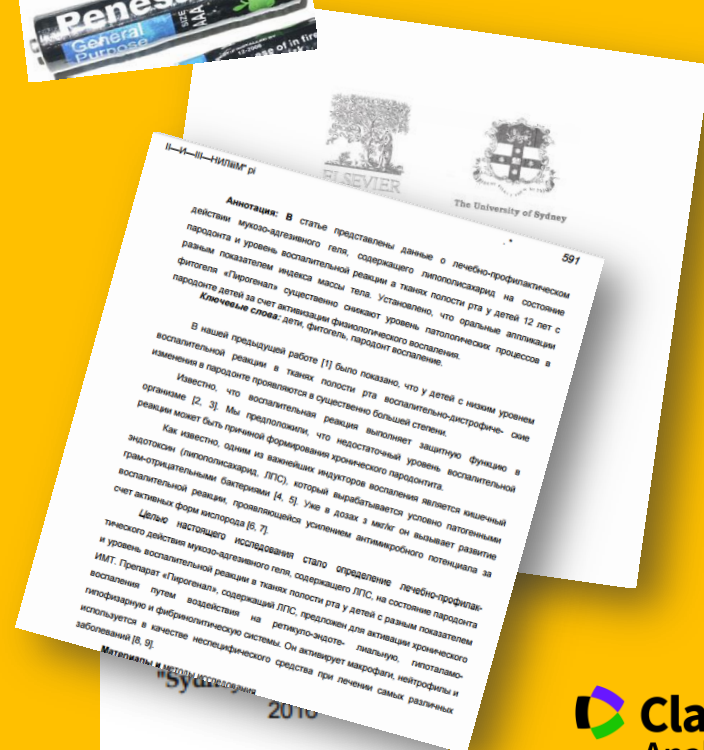 Penes
SIZE
AAA
General
Purpose
12-2006
ELSEVIER
The University of Sydney
591
Аннотация: В статье представлены данные о лечебно-профилактическом
действии мукозо-адгезивного геля, содержащего липополисахарид на состояние
пародонта и уровень воспалительной реакции а тканях полости рта у детей 12 лет с
разным показателем индекса массы тела. Установлено, что оральные аппликации
фитогеля «Пирогенал» существенно снижают уровень патологических процессов в
пародонте детей за счет активизации физиологического воспаления.
Ключевые слова: дети, фитогель, пародонт воспаление.
В нашей предыдущей работе [1] было показано, что у детей с низким уровнем
воспалительной реакции в тканях полости рта воспалительно-дистрофиче- ские
изменения в пародонте проявляются в существенно большей степени.
Известно, что воспалительная реакция выполняет защитную функцию в
организме [2, 3]. Мы предположили, что недостаточный уровень воспалительной
реакции может быть причиной формирования хронического пародонтита.
Как известно, одним из важнейших индукторов воспаления является кишечный
эндотоксин (липополисахарид, ЛПС), который вырабатывается условно патогенными
грам-отрицательными бактериями [4, 5]. Уже в дозах з мкг/кг он вызывает развитие
воспалительной реакции, проявляющейся усилением антимикробного потенциала за
счет активных форм кислорода [6, 7].
Целью настоящего исследования стало определение лечебно-профилак-
тического действия мукозо-адгезивного геля, содержащего ЛПС, на состояние пародонта
и уровень воспалительной реакции в тканях полости рта у детей с разным показателем
ИМТ. Препарат «Пирогенал», содержащий ЛПС, предложен для активации хронического
воспаления путем воздействия на ретикуло-эндоте- лиальную, гипоталамо-
гипофизарную и фибринолитическую системы. Он активирует макрофаги, нейтрофилы и
используется в качестве неспецифического средства при лечении самых различных
заболеваний [8, 9].
Материалы и методы исследования
"Syd
2016
Cla